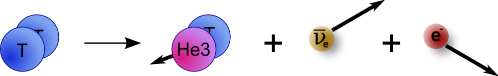 T T → He3 T + ν̅e + e-